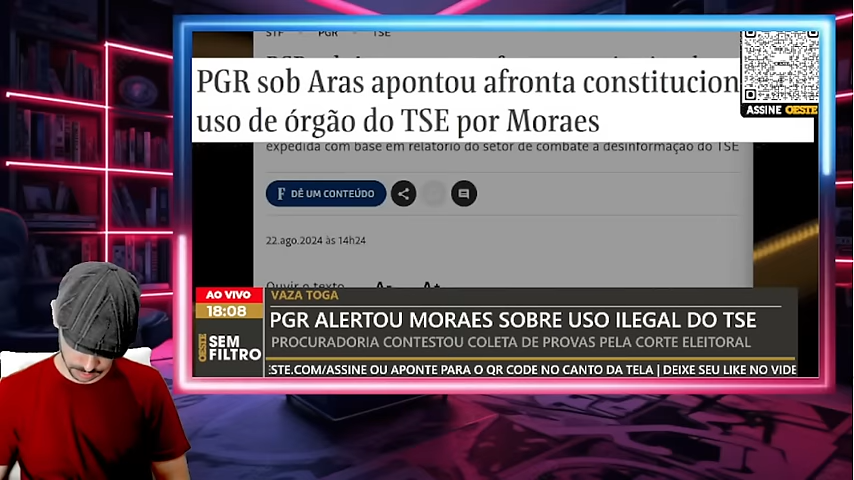 STF PGR TSE
PGR sob Aras apontou afronta constitucion
uso de órgão do TSE por Moraes
expedida com base em relatório do setor de combate a desinformação do TSE
ASSINE OESTE
F DÊ UM CONTEÚDO
22.ago.2024 às 14h24
Ouvir o texto A- A+
AO VIVO
18:08
OESTE SEM FILTRO
VAZA TOGA
PGR ALERTOU MORAES SOBRE USO ILEGAL DO TSE
PROCURADORIA CONTESTOU COLETA DE PROVAS PELA CORTE ELEITORAL
ESTE.COM/ASSINE OU APONTE PARA O QR CODE NO CANTO DA TELA | DEIXE SEU LIKE NO VIDE